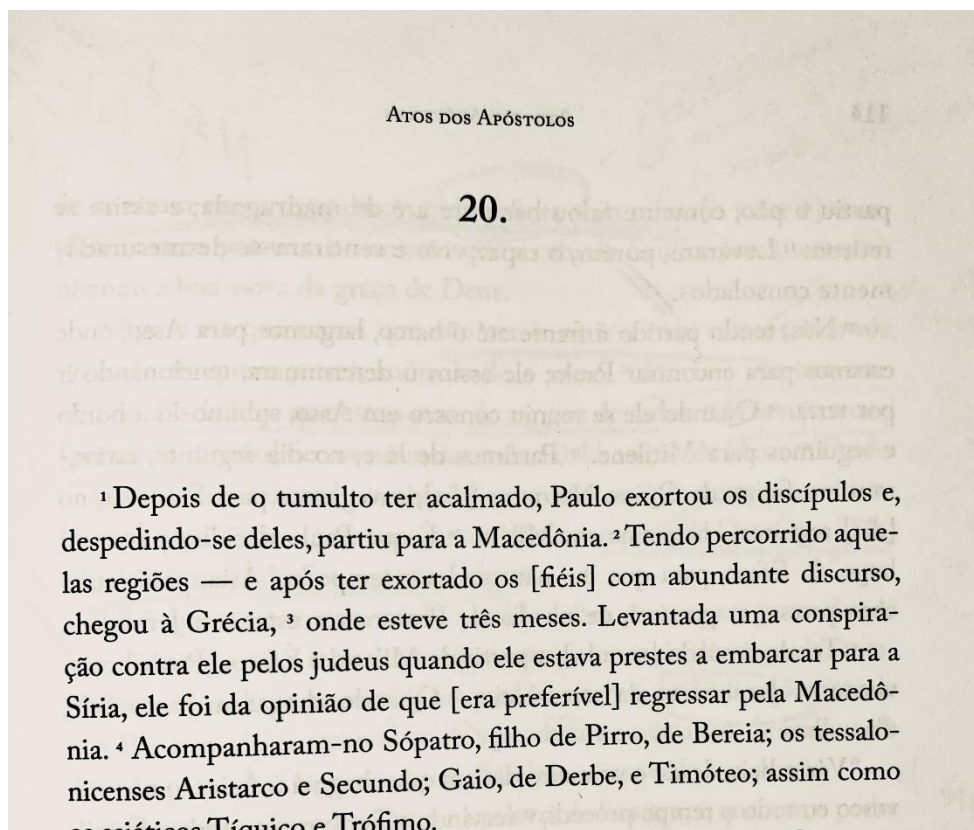 ATOS DOS APÓSTOLOS
20.
¹ Depois de o tumulto ter acalmado, Paulo exortou os discípulos e,
despedindo-se deles, partiu para a Macedônia. ² Tendo percorrido aque-
las regiões — e após ter exortado os [fiéis] com abundante discurso,
chegou à Grécia, ³ onde esteve três meses. Levantada uma conspira-
ção contra ele pelos judeus quando ele estava prestes a embarcar para a
Síria, ele foi da opinião de que [era preferível] regressar pela Macedô-
nia. ⁴ Acompanharam-no Sópatro, filho de Pirro, de Bereia; os tessalo-
nicenses Aristarco e Secundo; Gaio, de Derbe, e Timóteo; assim como
os asiáticos Tíquico e Trófimo.